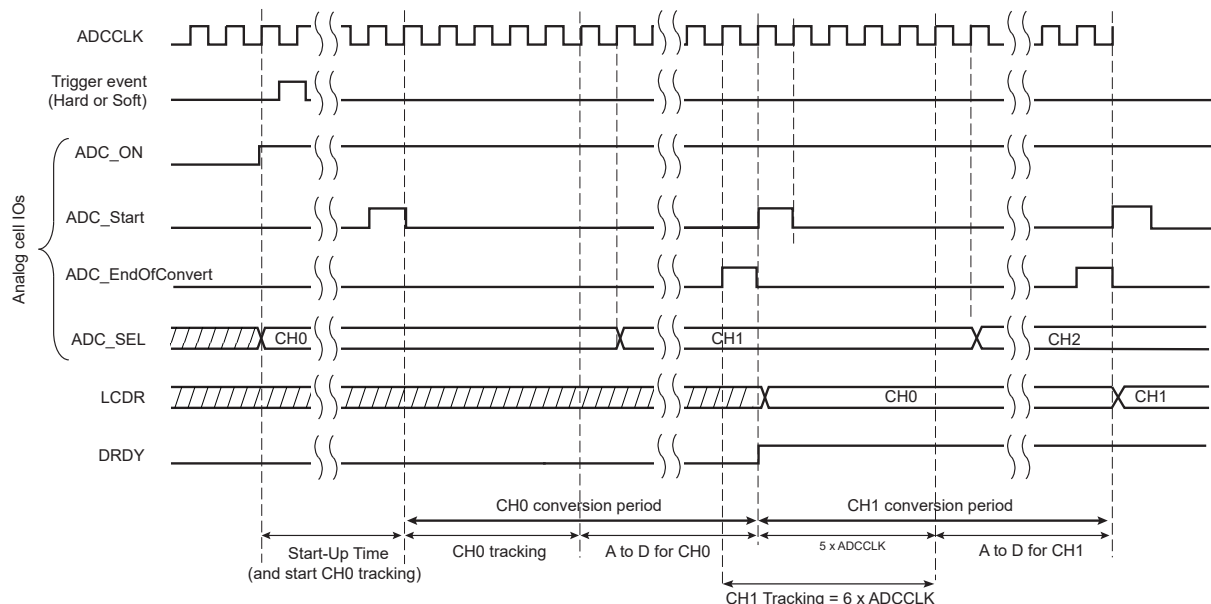 ADCCLK
Trigger event
(Hard or Soft)
Analog cell IOs
ADC_ON
ADC_Start
ADC_EndOfConvert
ADC_SEL
CH0
CH1
CH2
LCDR
CH0
CH1
DRDY
CH0 conversion period
CH1 conversion period
Start-Up Time
(and start CH0 tracking)
CH0 tracking
A to D for CH0
5 x ADCCLK
A to D for CH1
CH1 Tracking = 6 x ADCCLK